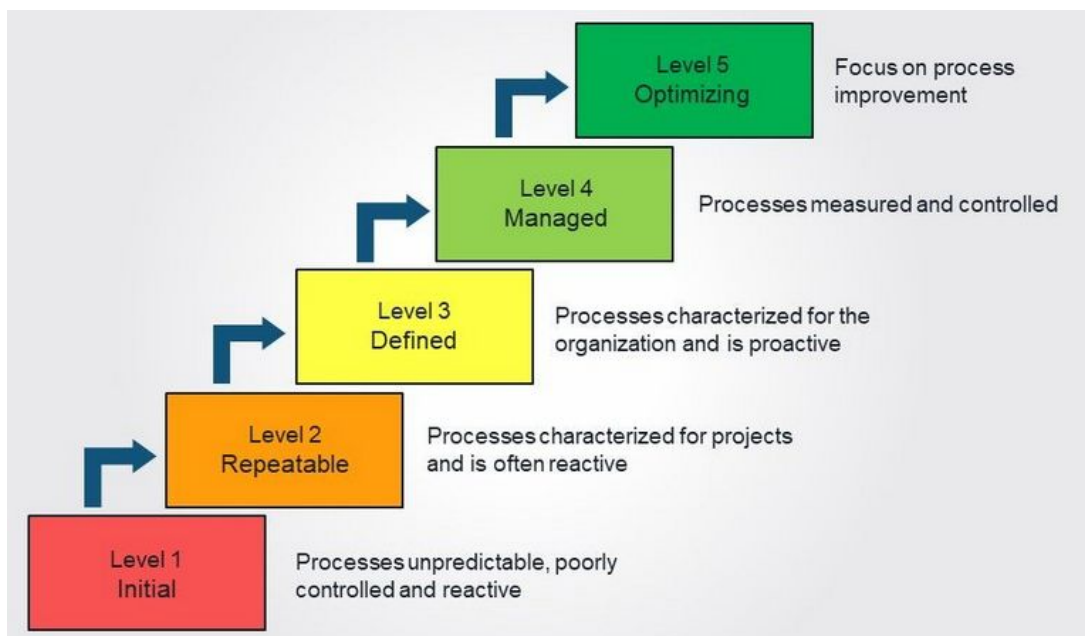 Level 5
Optimizing
Focus on process
improvement
Level 4
Managed
Processes measured and controlled
Level 3
Defined
Processes characterized for the
organization and is proactive
Level 2
Repeatable
Processes characterized for projects
and is often reactive
Level 1
Initial
Processes unpredictable, poorly
controlled and reactive